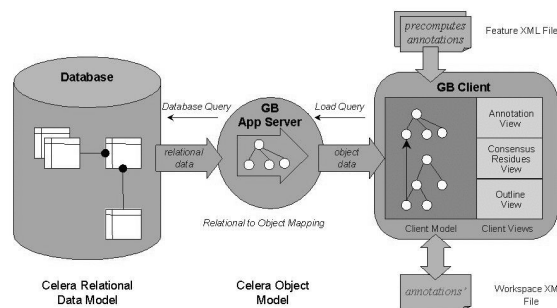 precomputes
annotations
Feature XML File
Database
GB Client
Database Query
GB
App Server
Load Query
Annotation
View
Consensus
Residues
View
Outline
View
relational
data
object
data
Relational to Object Mapping
Client Model
Client Views
Celera Relational
Data Model
Celera Object
Model
annotations'
Workspace XM
File